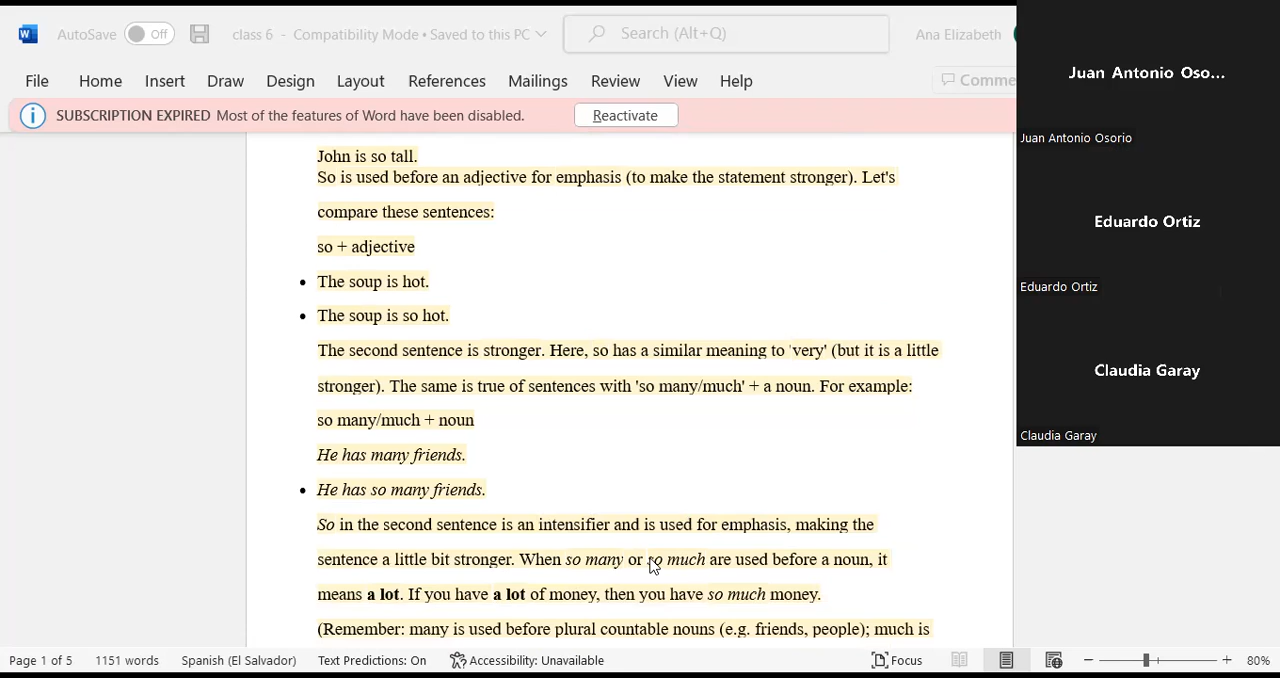 AutoSave Off class 6 - Compatibility Mode • Saved to this PC Search (Alt+Q) Ana Elizabeth
File Home Insert Draw Design Layout References Mailings Review View Help Comme
SUBSCRIPTION EXPIRED Most of the features of Word have been disabled. Reactivate
John is so tall.
So is used before an adjective for emphasis (to make the statement stronger). Let's
compare these sentences:
so + adjective
• The soup is hot.
• The soup is so hot.
The second sentence is stronger. Here, so has a similar meaning to 'very' (but it is a little
stronger). The same is true of sentences with 'so many/much' + a noun. For example:
so many/much + noun
He has many friends.
• He has so many friends.
So in the second sentence is an intensifier and is used for emphasis, making the
sentence a little bit stronger. When so many or so much are used before a noun, it
means a lot. If you have a lot of money, then you have so much money.
(Remember: many is used before plural countable nouns (e.g. friends, people); much is
Page 1 of 5 1151 words Spanish (El Salvador) Text Predictions: On Accessibility: Unavailable Focus 80%
Juan Antonio Oso...
Juan Antonio Osorio
Eduardo Ortiz
Eduardo Ortiz
Claudia Garay
Claudia Garay